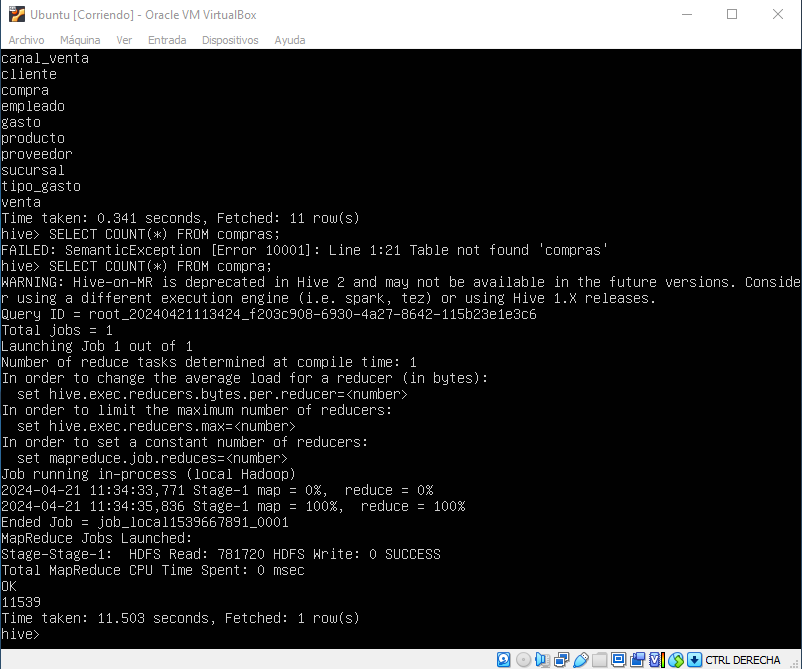 Ubuntu [Corriendo] - Oracle VM VirtualBox
Archivo Máquina Ver Entrada Dispositivos Ayuda
canal_venta
cliente
compra
empleado
gasto
producto
proveedor
sucursal
tipo_gasto
venta
Time taken: 0.341 seconds, Fetched: 11 row(s)
hive> SELECT COUNT(*) FROM compras;
FAILED: SemanticException [Error 10001]: Line 1:21 Table not found 'compras'
hive> SELECT COUNT(*) FROM compra;
WARNING: Hive-on-MR is deprecated in Hive 2 and may not be available in the future versions. Conside
r using a different execution engine (i.e. spark, tez) or using Hive 1.X releases.
Query ID = root_20240421113424_f203c908-6930-4a27-8642-115b23e1e3c6
Total jobs = 1
Launching Job 1 out of 1
Number of reduce tasks determined at compile time: 1
In order to change the average load for a reducer (in bytes):
  set hive.exec.reducers.bytes.per.reducer=<number>
In order to limit the maximum number of reducers:
  set hive.exec.reducers.max=<number>
In order to set a constant number of reducers:
  set mapreduce.job.reduces=<number>
Job running in-process (local Hadoop)
2024-04-21 11:34:33,771 Stage-1 map = 0%,  reduce = 0%
2024-04-21 11:34:35,836 Stage-1 map = 100%,  reduce = 100%
Ended Job = job_local1539667891_0001
MapReduce Jobs Launched:
Stage-Stage-1:  HDFS Read: 781720 HDFS Write: 0 SUCCESS
Total MapReduce CPU Time Spent: 0 msec
OK
11539
Time taken: 11.503 seconds, Fetched: 1 row(s)
hive>
CTRL DERECHA